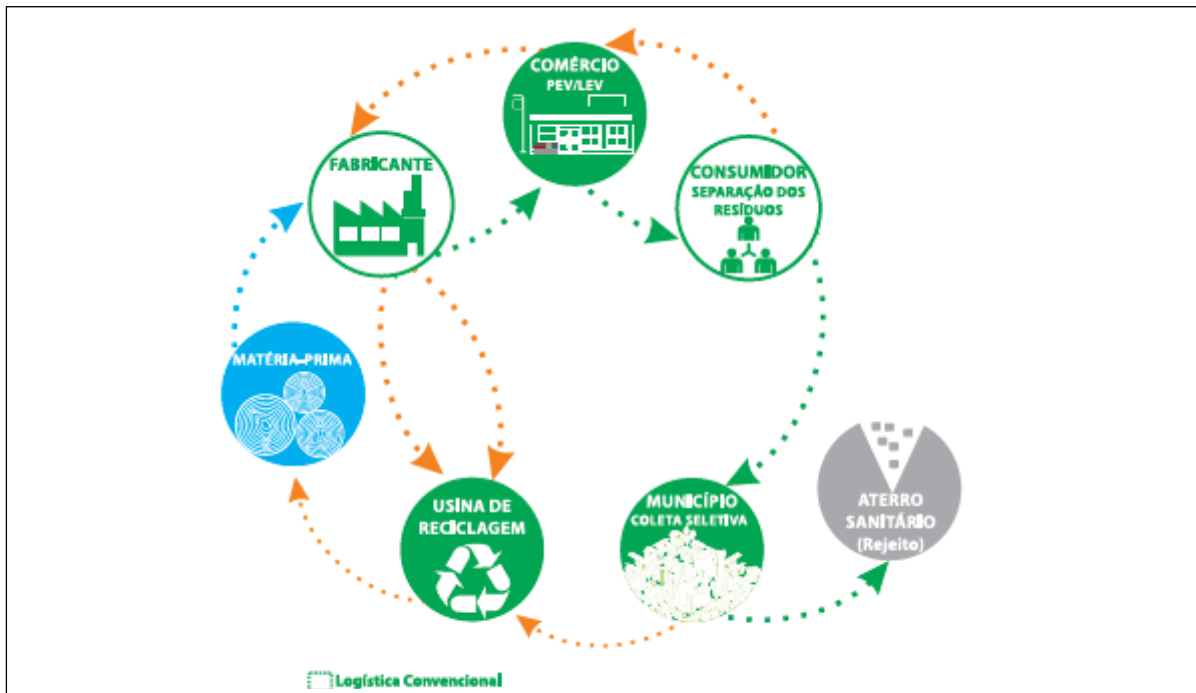 COMÉRCIO
PEV/LEV
FABRICANTE
CONSUMIDOR
SEPARAÇÃO DOS
RESÍDUOS
MATÉRIA-PRIMA
USINA DE
RECICLAGEM
MUNICÍPIO
COLETA SELETIVA
ATERRO
SANITÁRIO
(Rejeito)
Logística Convencional